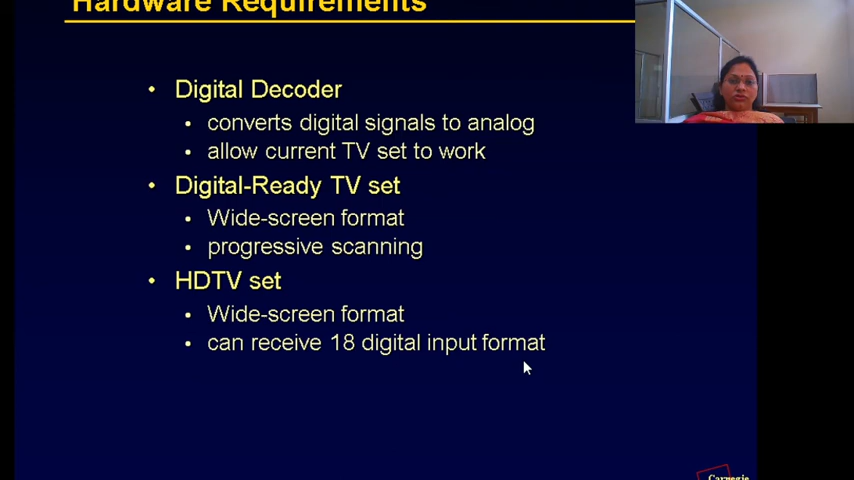 Hardware Requirements
• Digital Decoder
• converts digital signals to analog
• allow current TV set to work
• Digital-Ready TV set
• Wide-screen format
• progressive scanning
• HDTV set
• Wide-screen format
• can receive 18 digital input format
Carnegie